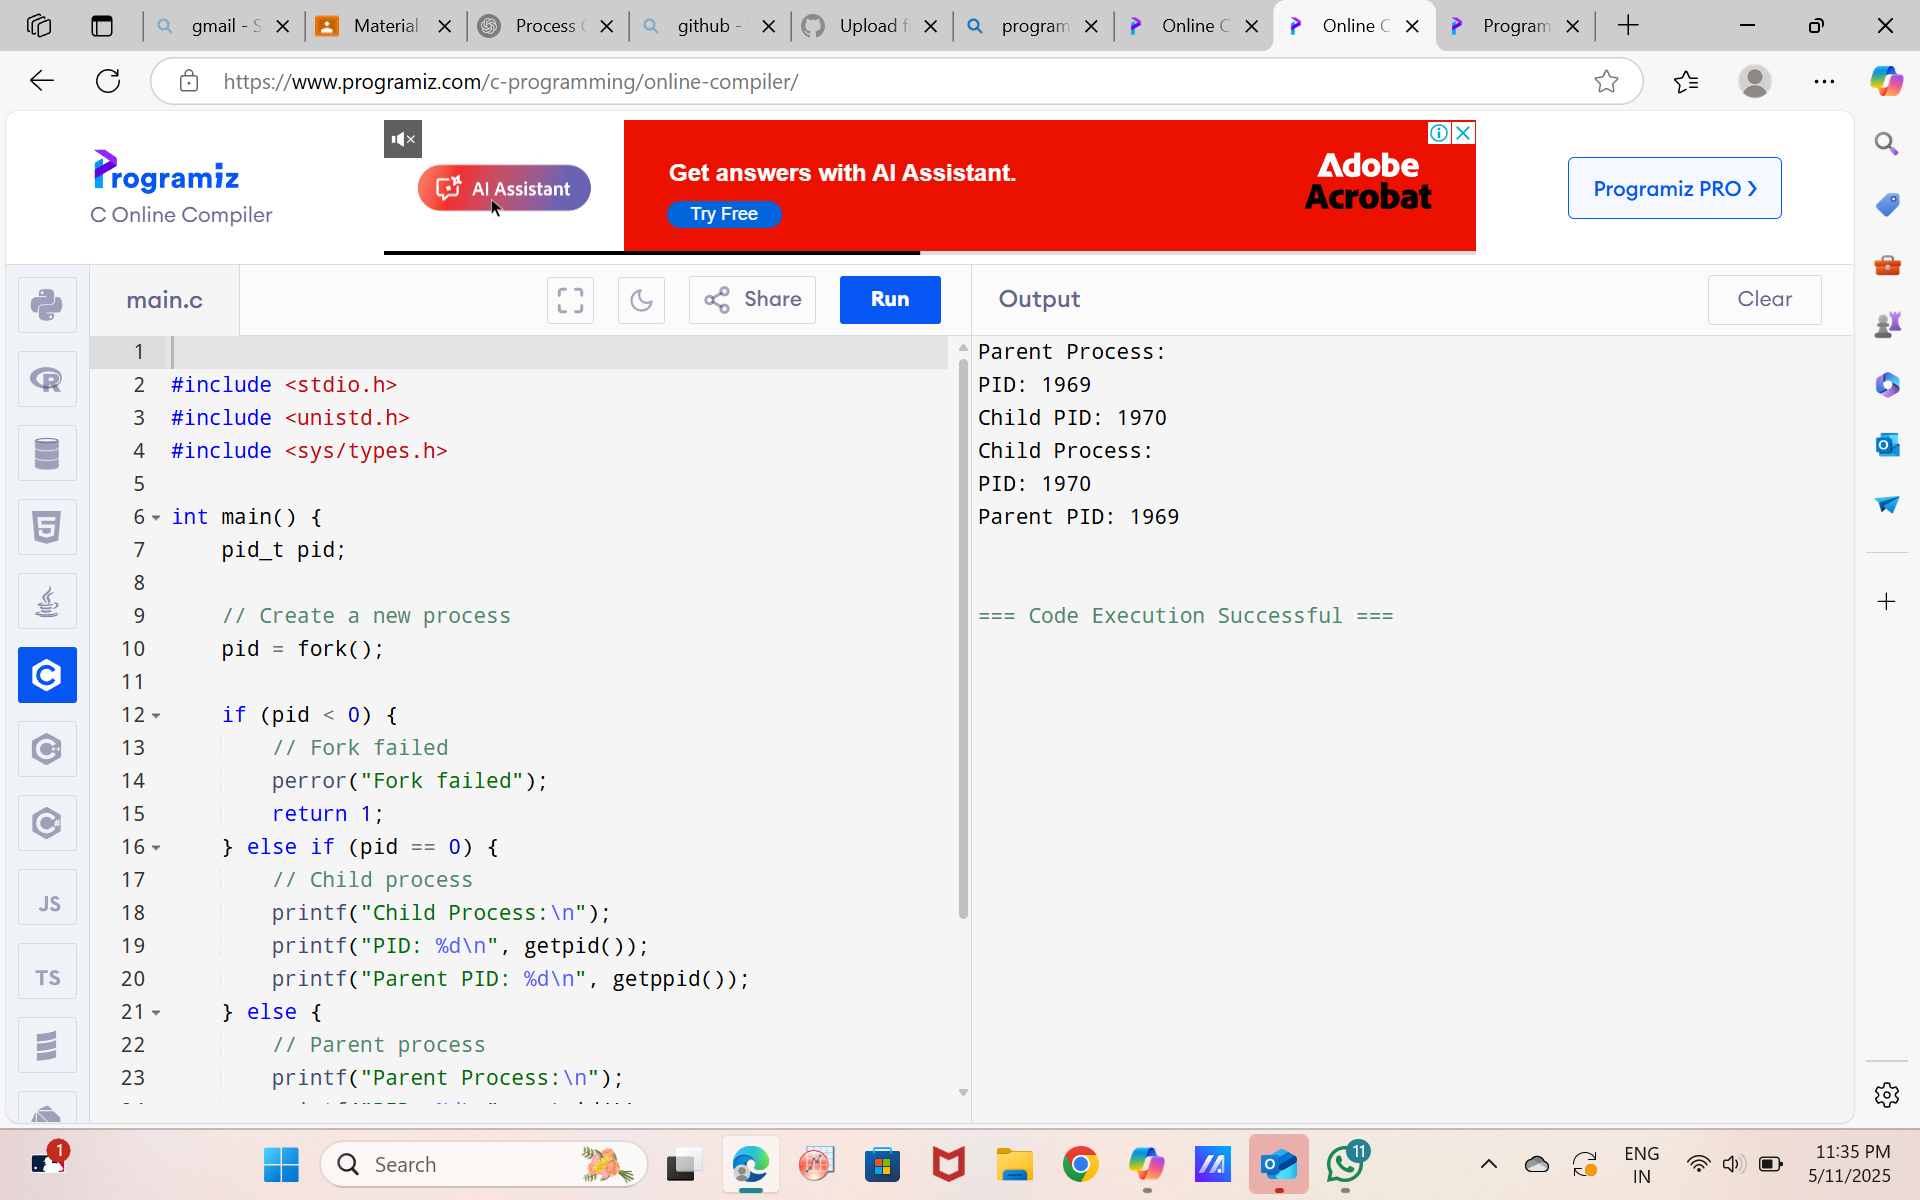 gmail - S
Material
Process
github -
Upload f
program
Online C
Online C
Program
https://www.programiz.com/c-programming/online-compiler/
Programiz
C Online Compiler
AI Assistant
Get answers with AI Assistant.
Try Free
Adobe
Acrobat
Programiz PRO >
main.c
Share
Run
Output
Clear
1
2 #include <stdio.h>
3 #include <unistd.h>
4 #include <sys/types.h>
5
6 int main() {
7 pid_t pid;
8
9 // Create a new process
10 pid = fork();
11
12 if (pid < 0) {
13 // Fork failed
14 perror("Fork failed");
15 return 1;
16 } else if (pid == 0) {
17 // Child process
18 printf("Child Process:\n");
19 printf("PID: %d\n", getpid());
20 printf("Parent PID: %d\n", getppid());
21 } else {
22 // Parent process
23 printf("Parent Process:\n");
Parent Process:
PID: 1969
Child PID: 1970
Child Process:
PID: 1970
Parent PID: 1969
=== Code Execution Successful ===
JS
TS
1
Search
11
ENG
IN
11:35 PM
5/11/2025